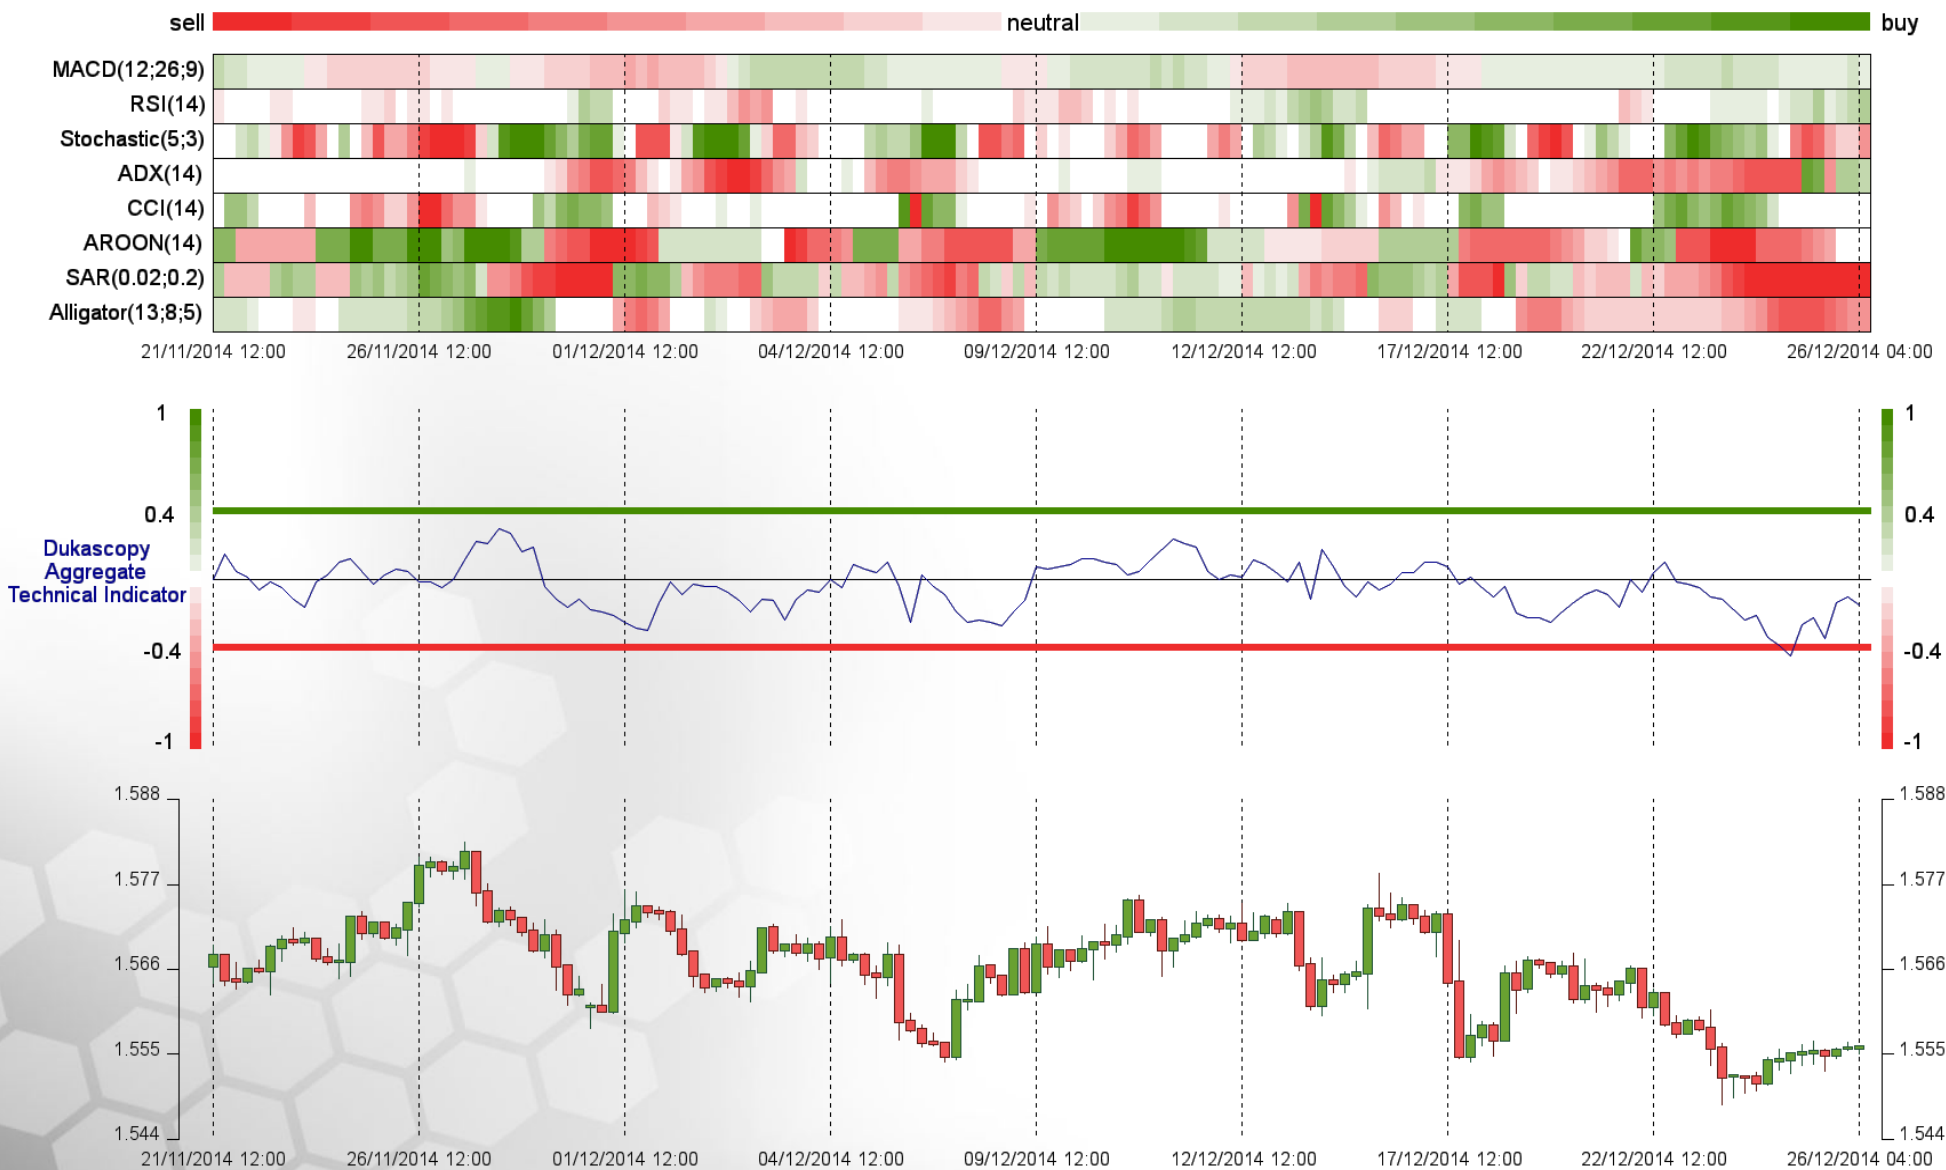 sell neutral buy
MACD(12;26;9)
RSI(14)
Stochastic(5;3)
ADX(14)
CCI(14)
AROON(14)
SAR(0.02;0.2)
Alligator(13;8;5)
21/11/2014 12:00 26/11/2014 12:00 01/12/2014 12:00 04/12/2014 12:00 09/12/2014 12:00 12/12/2014 12:00 17/12/2014 12:00 22/12/2014 12:00 26/12/2014 04:00
1 1
0.4 0.4
Dukascopy
Aggregate
Technical Indicator
-0.4 -0.4
-1 -1
1.588 1.588
1.577 1.577
1.566 1.566
1.555 1.555
1.544 1.544
21/11/2014 12:00 26/11/2014 12:00 01/12/2014 12:00 04/12/2014 12:00 09/12/2014 12:00 12/12/2014 12:00 17/12/2014 12:00 22/12/2014 12:00 26/12/2014 04:00